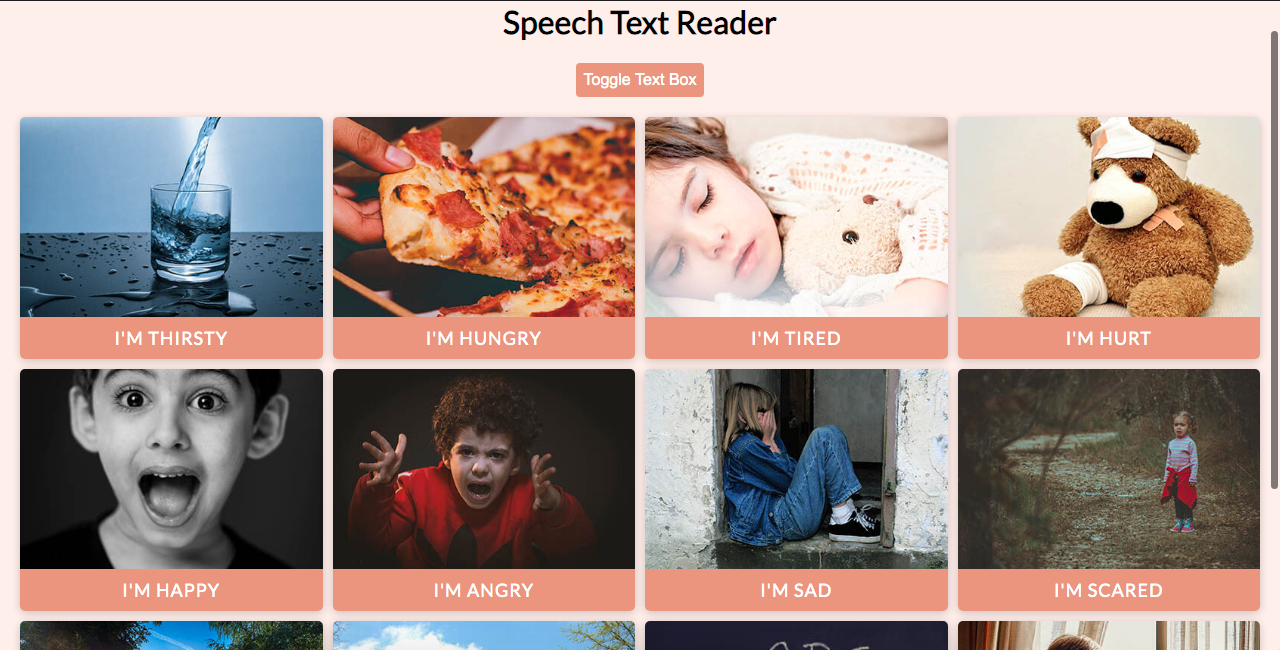 Speech Text Reader
Toggle Text Box
I'M THIRSTY
I'M HUNGRY
I'M TIRED
I'M HURT
I'M HAPPY
I'M ANGRY
I'M SAD
I'M SCARED